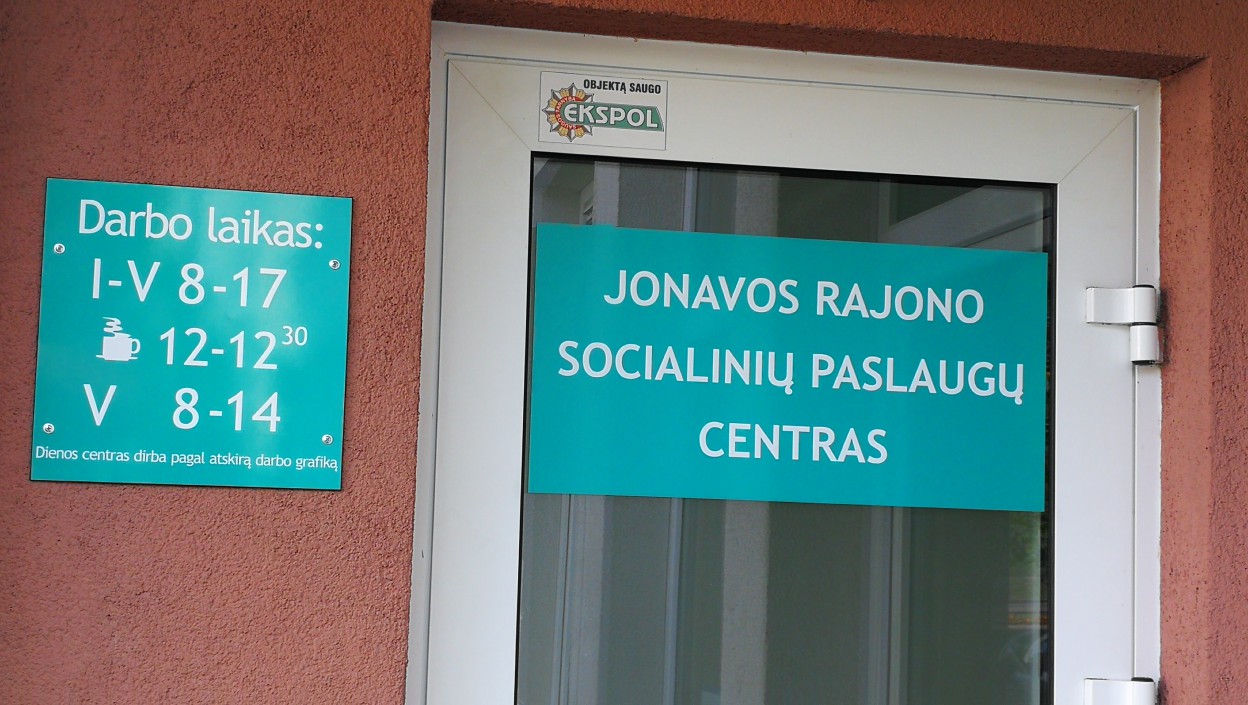 OBJEKTĄ SAUGO
EKSPOL
Darbo laikas:
I-V 8-17
12-12³⁰
V 8-14
Dienos centras dirba pagal atskirą darbo grafiką
JONAVOS RAJONO
SOCIALINIŲ PASLAUGŲ
CENTRAS